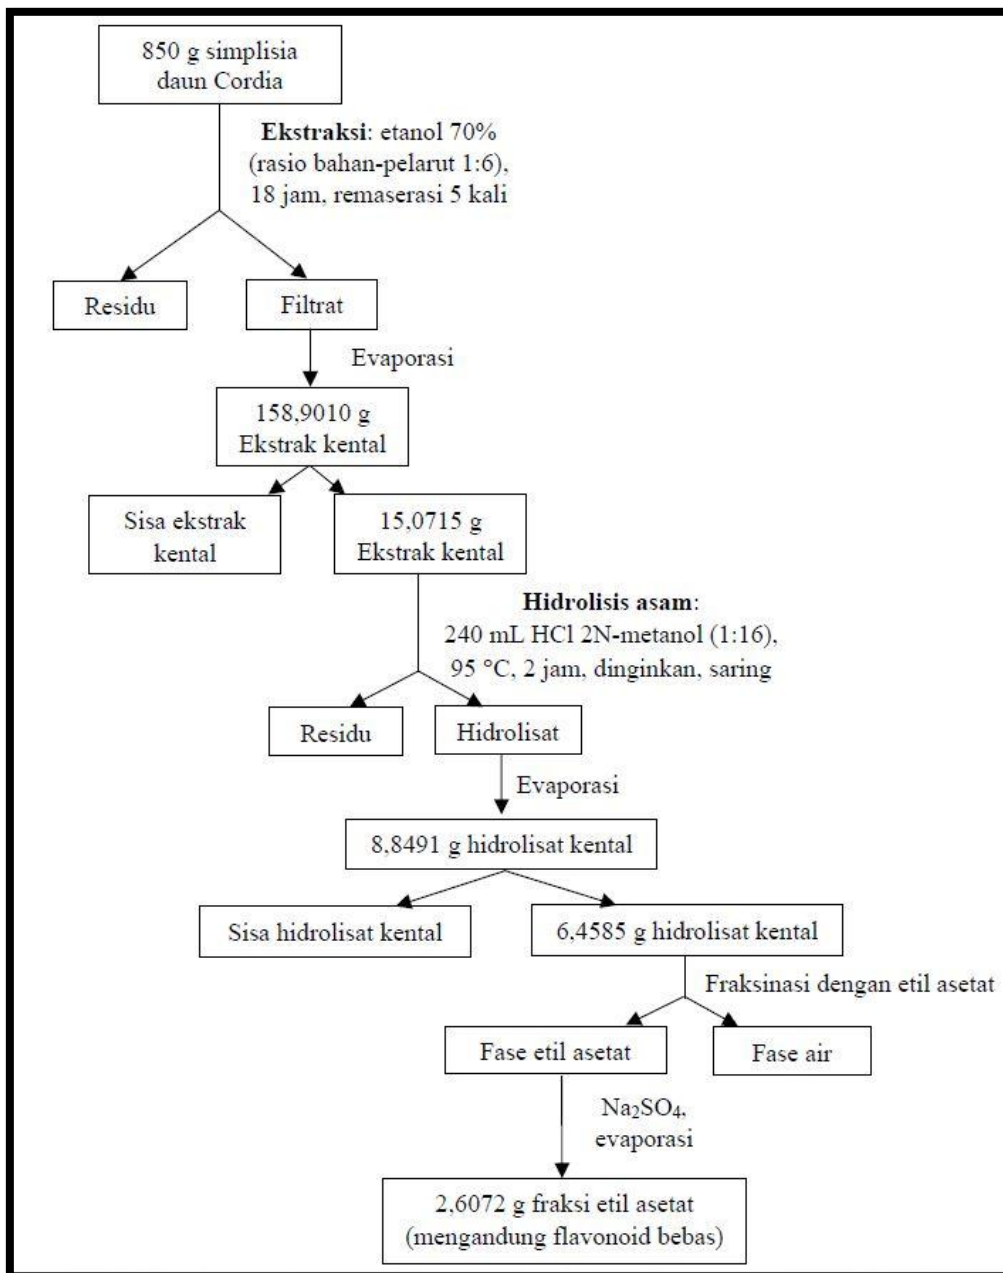 850 g simplisia
daun Cordia
Ekstraksi: etanol 70%
(rasio bahan-pelarut 1:6),
18 jam, remaserasi 5 kali
Residu
Filtrat
Evaporasi
158,9010 g
Ekstrak kental
Sisa ekstrak
kental
15,0715 g
Ekstrak kental
Hidrolisis asam:
240 mL HCl 2N-metanol (1:16),
95 °C, 2 jam, dinginkan, saring
Residu
Hidrolisat
Evaporasi
8,8491 g hidrolisat kental
Sisa hidrolisat kental
6,4585 g hidrolisat kental
Fraksinasi dengan etil asetat
Fase etil asetat
Fase air
Na₂SO₄,
evaporasi
2,6072 g fraksi etil asetat
(mengandung flavonoid bebas)